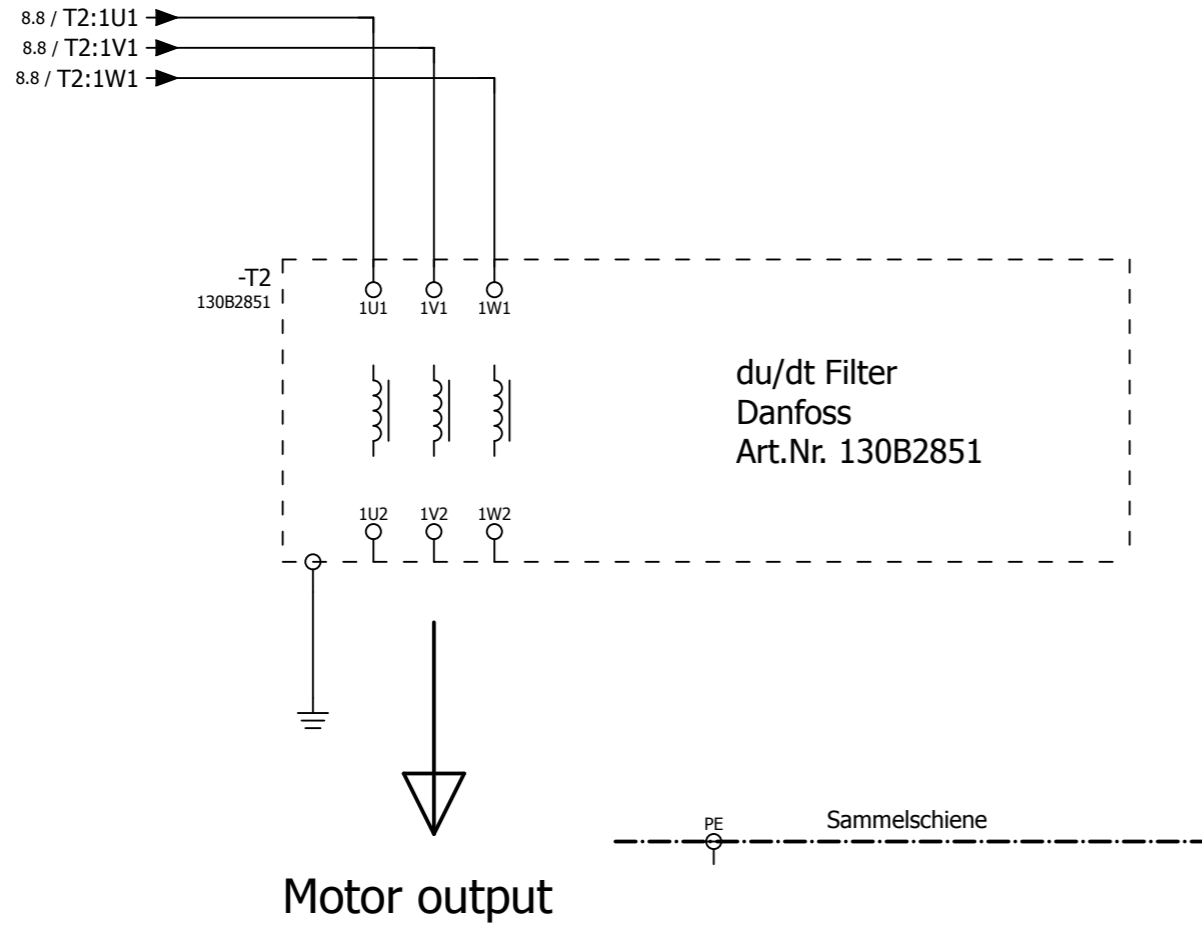 8.8 / T2:1U1
8.8 / T2:1V1
8.8 / T2:1W1
-T2
130B2851
1U1 1V1 1W1
du/dt Filter
Danfoss
Art.Nr. 130B2851
1U2 1V2 1W2
PE
Sammelschiene
Motor output